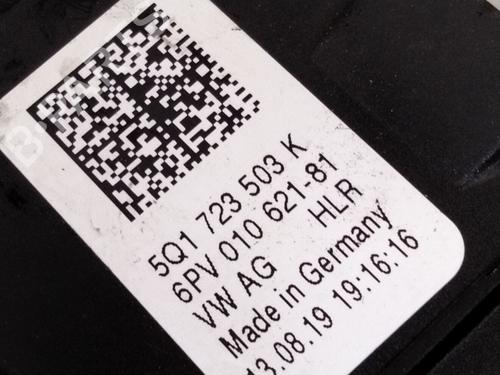 5Q1 723 503 K
6PV 010 621-81
VW AG HLR
Made in Germany
13.08.19 19:16:16